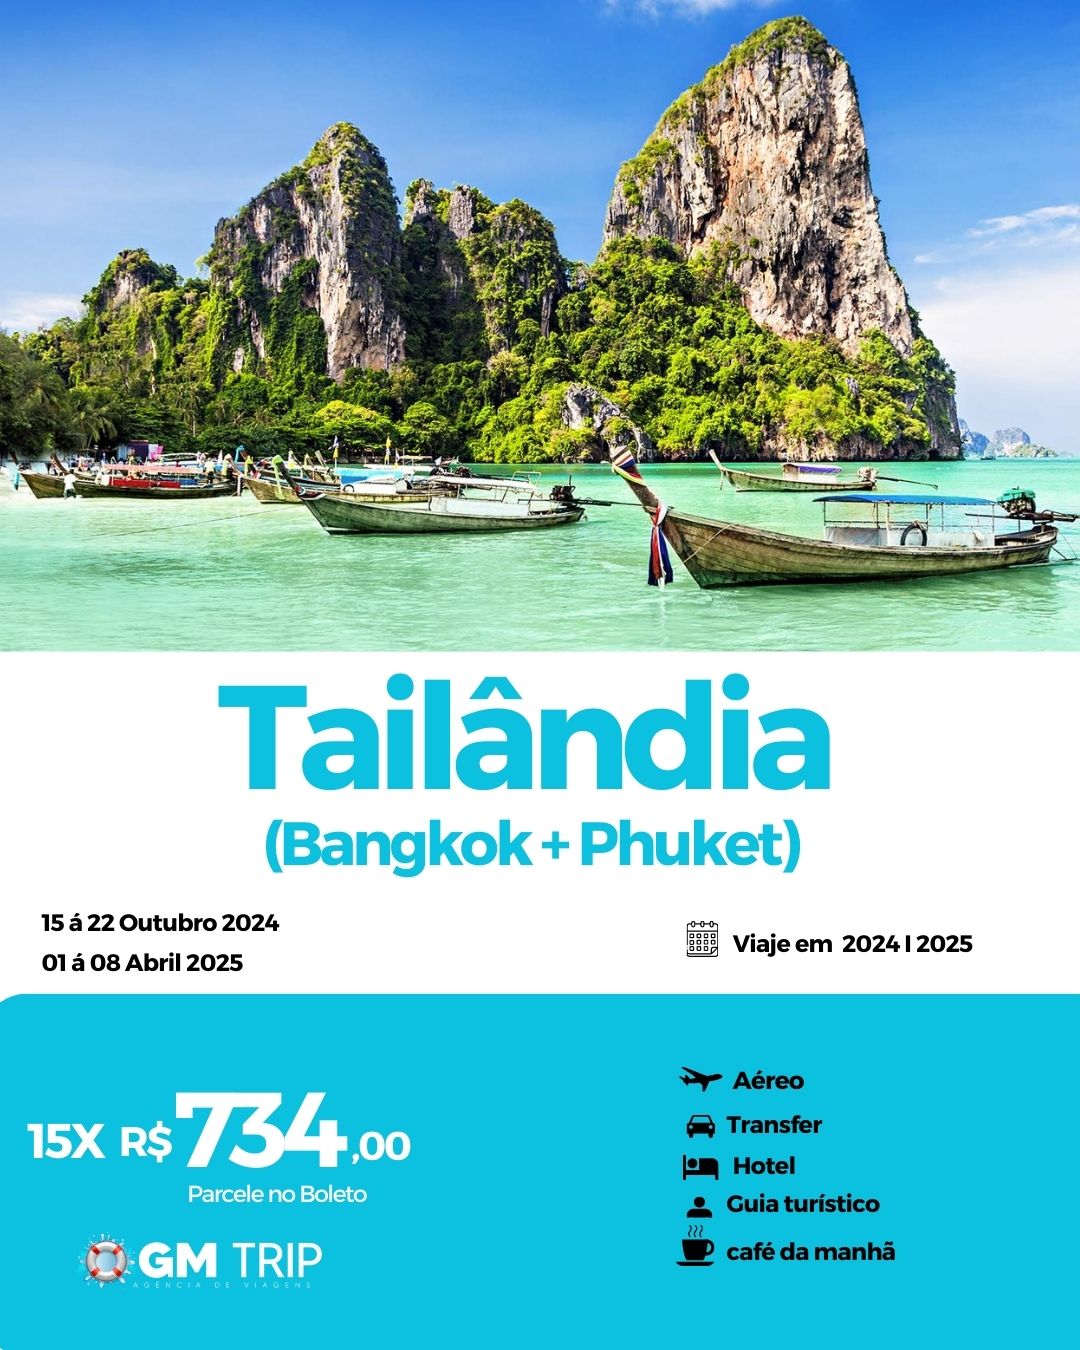 Tailândia
(Bangkok + Phuket)
15 á 22 Outubro 2024
01 á 08 Abril 2025
Viaje em 2024 I 2025
15X R$734,00
Parcele no Boleto
GM TRIP
AGÊNCIA DE VIAGENS
Aéreo
Transfer
Hotel
Guia turístico
café da manhã